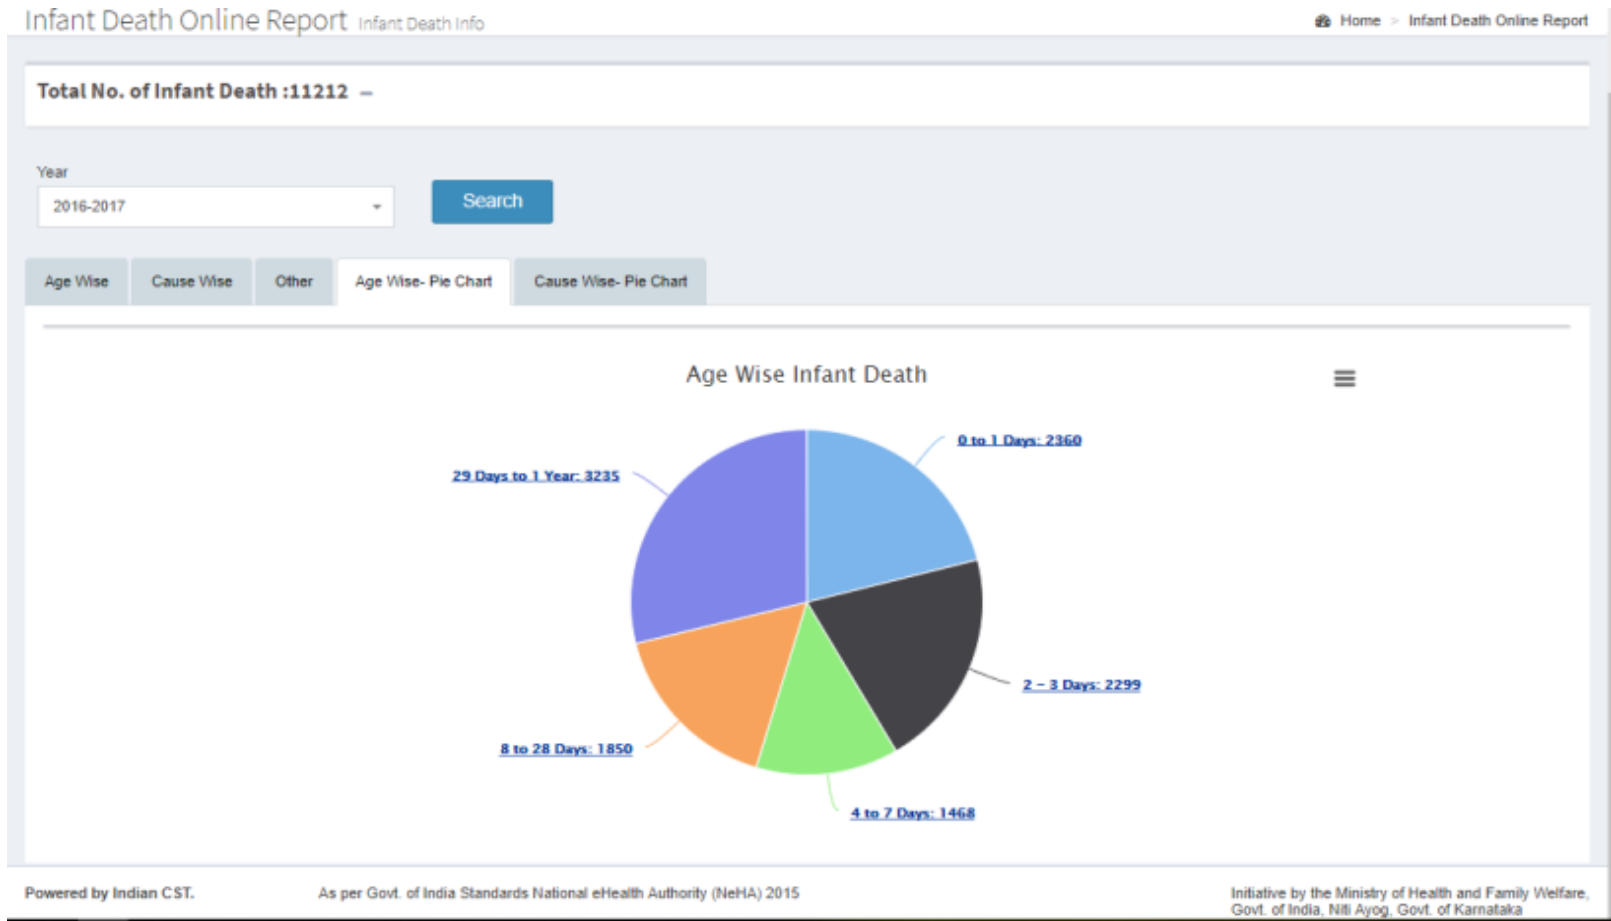 Infant Death Online Report Infant Death Info
Home > Infant Death Online Report
Total No. of Infant Death :11212 –
Year
2016-2017
Search
Age Wise
Cause Wise
Other
Age Wise- Pie Chart
Cause Wise- Pie Chart
Age Wise Infant Death
0 to 1 Days: 2360
29 Days to 1 Year: 3235
2 – 3 Days: 2299
8 to 28 Days: 1850
4 to 7 Days: 1468
Powered by Indian CST.
As per Govt. of India Standards National eHealth Authority (NeHA) 2015
Initiative by the Ministry of Health and Family Welfare,
Govt. of India, Niti Ayog, Govt. of Karnataka